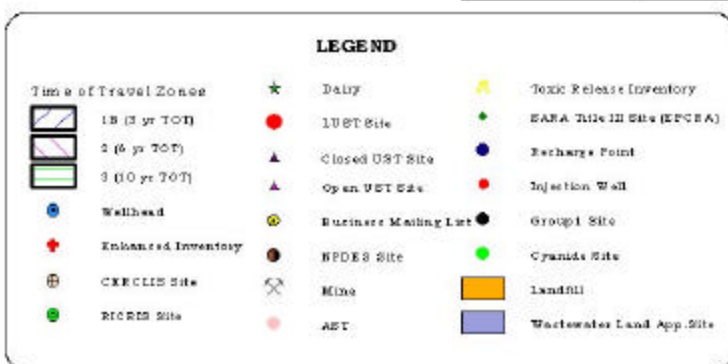 LEGEND
Time of Travel Zones
1B (3 yr TOT)
2 (6 yr TOT)
3 (10 yr TOT)
Wellhead
Enhanced Inventory
CERCLIS Site
RICRIS Site
Dairy
LUST Site
Closed UST Site
Open UST Site
Business Mailing List
NPDES Site
Mine
AST
Toxic Release Inventory
SARA Title III Site (EPCRA)
Recharge Point
Injection Well
Group1 Site
Cyanide Site
Landfill
Wastewater Land App. Site